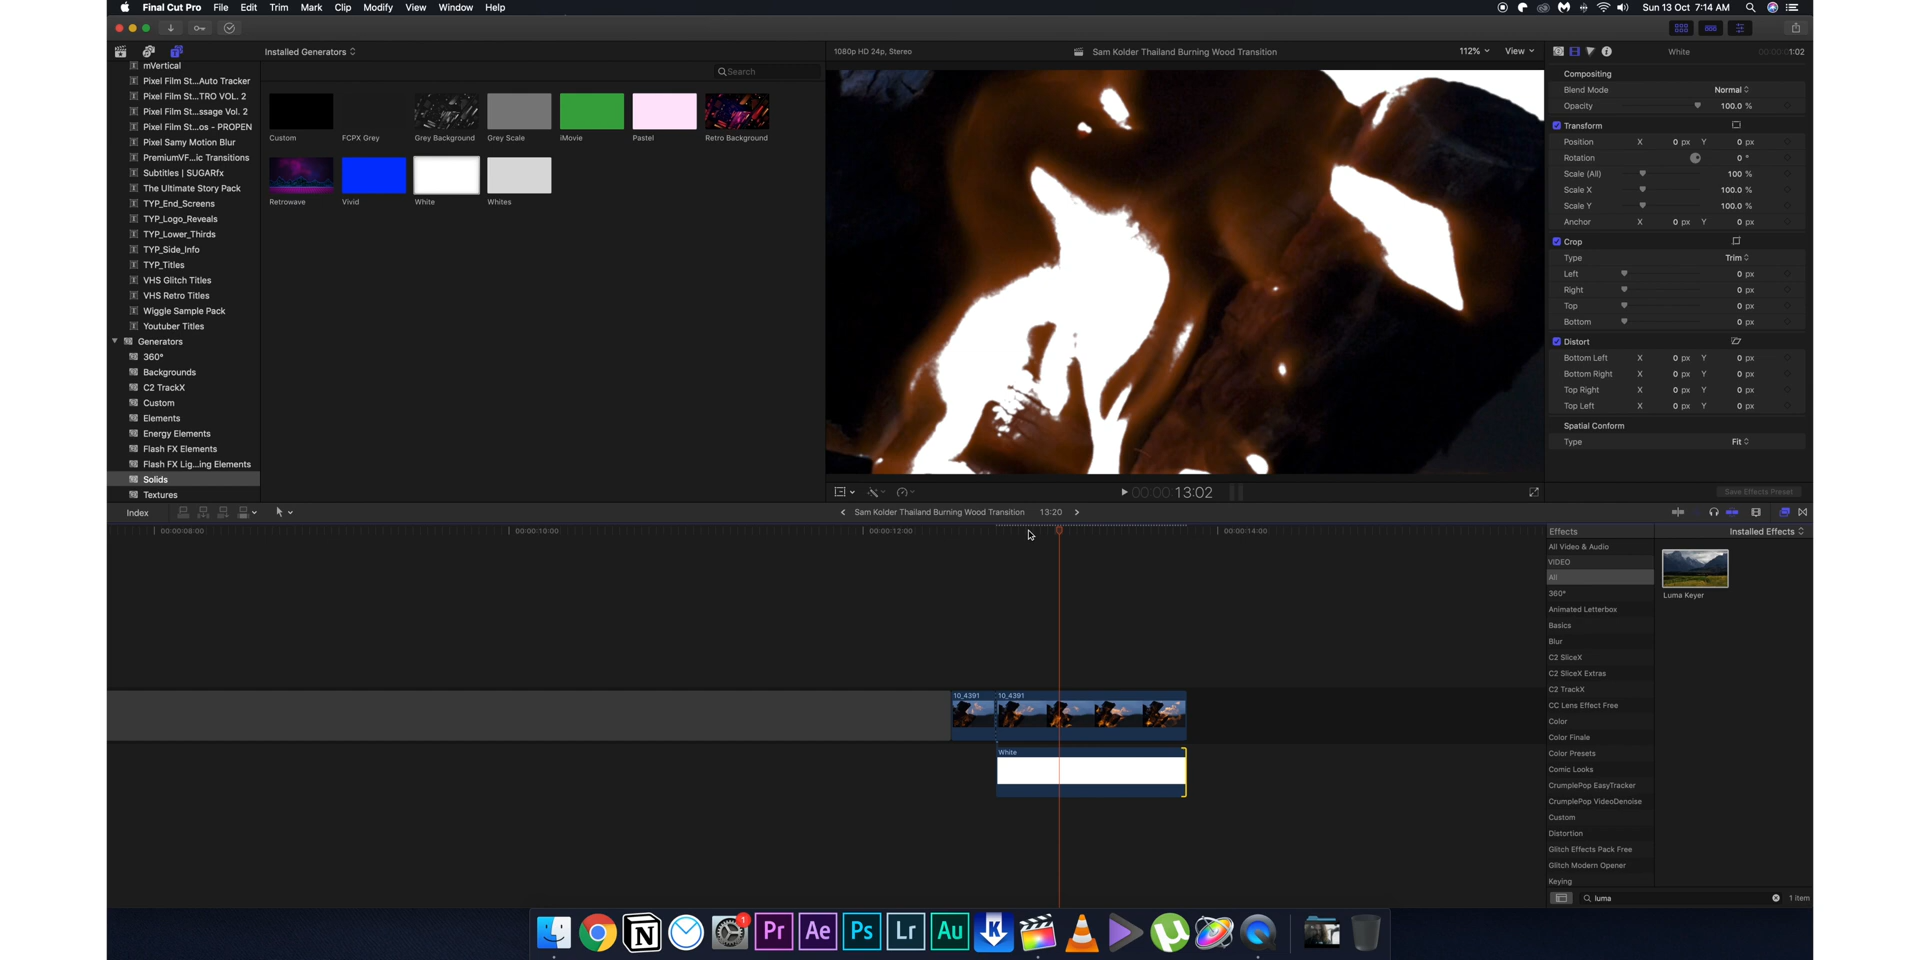 Final Cut Pro File Edit Trim Mark Clip Modify View Window Help
Sun 13 Oct 7:14 AM
Installed Generators
Search
mVertical
Pixel Film St...Auto Tracker
Pixel Film St...TRO VOL. 2
Pixel Film St...ssage Vol. 2
Pixel Film St...os - PROPEN
Pixel Samy Motion Blur
PremiumVF...ic Transitions
Subtitles | SUGARfx
The Ultimate Story Pack
TYP_End_Screens
TYP_Logo_Reveals
TYP_Lower_Thirds
TYP_Side_Info
TYP_Titles
VHS Glitch Titles
VHS Retro Titles
Wiggle Sample Pack
Youtuber Titles
Generators
360°
Backgrounds
C2 TrackX
Custom
Elements
Energy Elements
Flash FX Elements
Flash FX Lig...ing Elements
Solids
Textures
Custom
FCPX Grey
Grey Background
Grey Scale
iMovie
Pastel
Retro Background
Retrowave
Vivid
White
Whites
1080p HD 24p, Stereo
Sam Kolder Thailand Burning Wood Transition
112%
View
00:00:13:02
White
00:00:01:02
Compositing
Blend Mode Normal
Opacity 100.0 %
Transform
Position X 0 px Y 0 px
Rotation 0 °
Scale (All) 100 %
Scale X 100.0 %
Scale Y 100.0 %
Anchor X 0 px Y 0 px
Crop
Type Trim
Left 0 px
Right 0 px
Top 0 px
Bottom 0 px
Distort
Bottom Left X 0 px Y 0 px
Bottom Right X 0 px Y 0 px
Top Right X 0 px Y 0 px
Top Left X 0 px Y 0 px
Spatial Conform
Type Fit
Save Effects Preset
Index
Sam Kolder Thailand Burning Wood Transition 13:20
00:00:08:00
00:00:10:00
00:00:12:00
00:00:14:00
10_4391
10_4391
White
Effects
Installed Effects
All Video & Audio
VIDEO
All
360°
Animated Letterbox
Basics
Blur
C2 SliceX
C2 SliceX Extras
C2 TrackX
CC Lens Effect Free
Color
Color Finale
Color Presets
Comic Looks
CrumplePop EasyTracker
CrumplePop VideoDenoise
Custom
Distortion
Glitch Effects Pack Free
Glitch Modern Opener
Keying
Luma Keyer
luma
1 item
1
Pr
Ae
Ps
Lr
Au